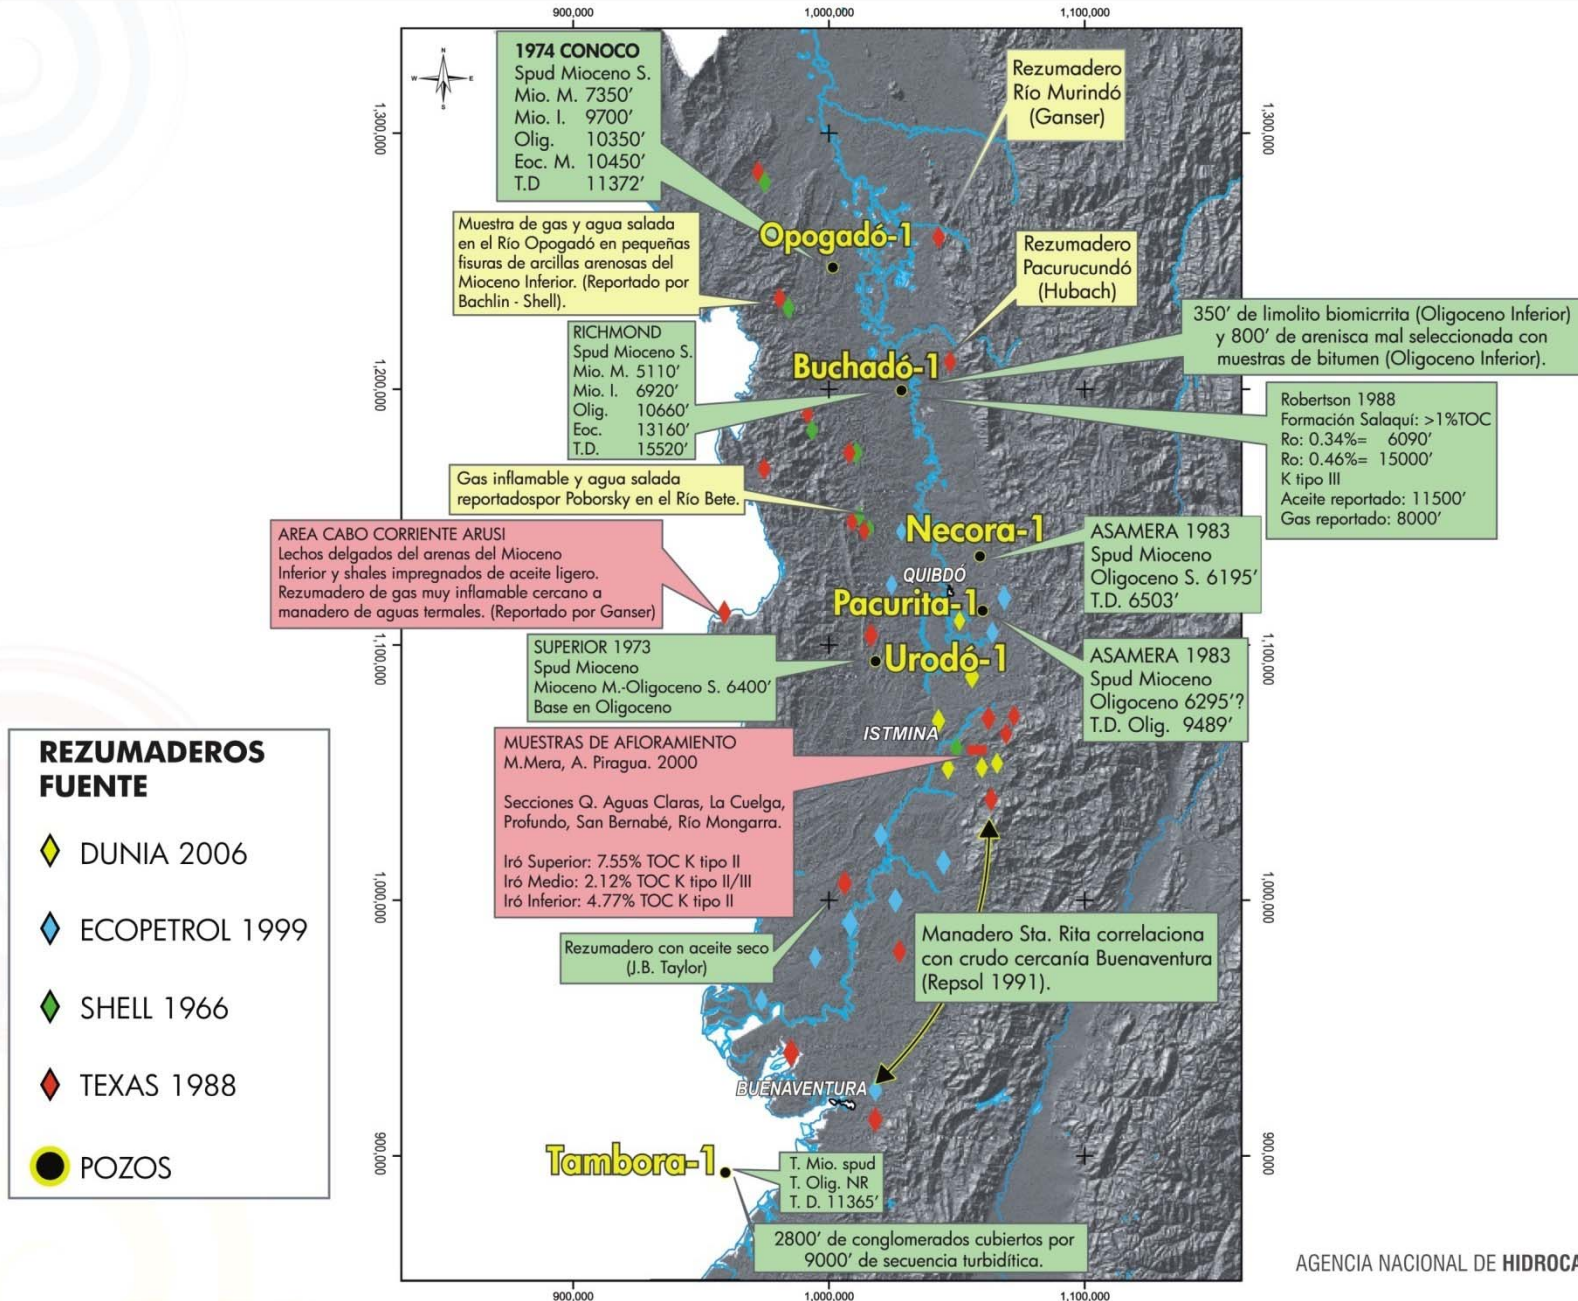 900,000
1,000,000
1,100,000
1974 CONOCO
Spud Mioceno S.
Mio. M. 7350'
Mio. I. 9700'
Olig. 10350'
Eoc. M. 10450'
T.D 11372'
N
W
E
S
Rezumadero
Río Murindó
(Ganser)
1,300,000
1,300,000
Muestra de gas y agua salada
en el Río Opogadó en pequeñas
fisuras de arcillas arenosas del
Mioceno Inferior. (Reportado por
Bachlin - Shell).
Opogadó-1
Rezumadero
Pacurucundó
(Hubach)
350' de limolito biomicrrita (Oligoceno Inferior)
y 800' de arenisca mal seleccionada con
muestras de bitumen (Oligoceno Inferior).
RICHMOND
Spud Mioceno S.
Mio. M. 5110'
Mio. I. 6920'
Olig. 10660'
Eoc. 13160'
T.D. 15520'
Buchadó-1
1,200,000
1,200,000
Robertson 1988
Formación Salaquí: >1%TOC
Ro: 0.34%= 6090'
Ro: 0.46%= 15000'
K tipo III
Aceite reportado: 11500'
Gas reportado: 8000'
Gas inflamable y agua salada
reportadospor Poborsky en el Río Bete.
AREA CABO CORRIENTE ARUSI
Lechos delgados del arenas del Mioceno
Inferior y shales impregnados de aceite ligero.
Rezumadero de gas muy inflamable cercano a
manadero de aguas termales. (Reportado por Ganser)
Necora-1
ASAMERA 1983
Spud Mioceno
Oligoceno S. 6195'
T.D. 6503'
QUIBDÓ
Pacurita-1
SUPERIOR 1973
Spud Mioceno
Mioceno M.-Oligoceno S. 6400'
Base en Oligoceno
1,100,000
1,100,000
Urodó-1
ASAMERA 1983
Spud Mioceno
Oligoceno 6295'?
T.D. Olig. 9489'
ISTMINA
MUESTRAS DE AFLORAMIENTO
M.Mera, A. Piragua. 2000
Secciones Q. Aguas Claras, La Cuelga,
Profundo, San Bernabé, Río Mongarra.
Iró Superior: 7.55% TOC K tipo II
Iró Medio: 2.12% TOC K tipo II/III
Iró Inferior: 4.77% TOC K tipo II
REZUMADEROS
FUENTE
DUNIA 2006
ECOPETROL 1999
SHELL 1966
TEXAS 1988
POZOS
1,000,000
1,000,000
Rezumadero con aceite seco
(J.B. Taylor)
Manadero Sta. Rita correlaciona
con crudo cercanía Buenaventura
(Repsol 1991).
BUENAVENTURA
Tambora-1
900,000
900,000
T. Mio. spud
T. Olig. NR
T. D. 11365'
2800' de conglomerados cubiertos por
9000' de secuencia turbidítica.
AGENCIA NACIONAL DE HIDROCA
900,000
1,000,000
1,100,000